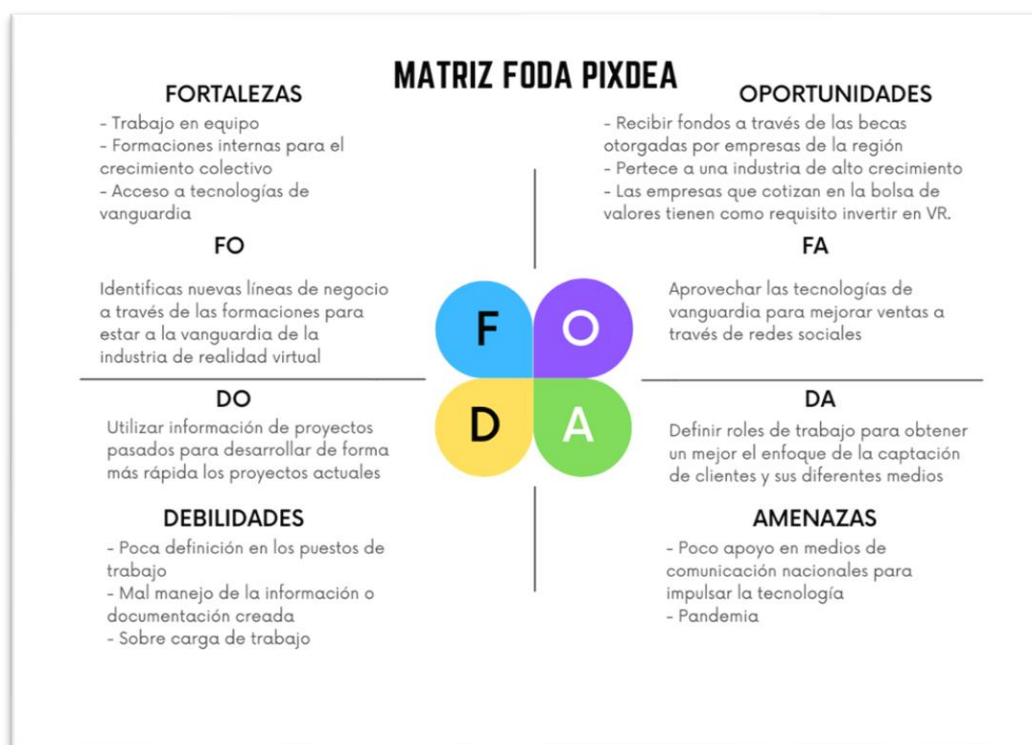 MATRIZ FODA PIXDEA
FORTALEZAS
- Trabajo en equipo
- Formaciones internas para el
crecimiento colectivo
- Acceso a tecnologías de
vanguardia
OPORTUNIDADES
- Recibir fondos a través de las becas
otorgadas por empresas de la región
- Pertece a una industria de alto crecimiento
- Las empresas que cotizan en la bolsa de
valores tienen como requisito invertir en VR.
FO
Identificas nuevas líneas de negocio
a través de las formaciones para
estar a la vanguardia de la
industria de realidad virtual
FA
Aprovechar las tecnologías de
vanguardia para mejorar ventas a
través de redes sociales
F
O
D
A
DO
Utilizar información de proyectos
pasados para desarrollar de forma
más rápida los proyectos actuales
DA
Definir roles de trabajo para obtener
un mejor el enfoque de la captación
de clientes y sus diferentes medios
DEBILIDADES
- Poca definición en los puestos de
trabajo
- Mal manejo de la información o
documentación creada
- Sobre carga de trabajo
AMENAZAS
- Poco apoyo en medios de
comunicación nacionales para
impulsar la tecnología
- Pandemia